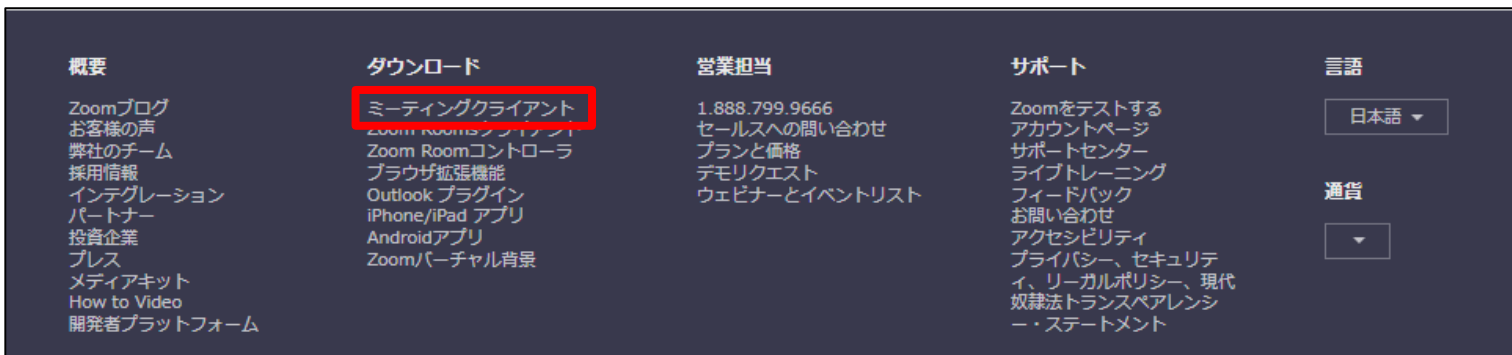 概要
Zoomブログ
お客様の声
弊社のチーム
採用情報
インテグレーション
パートナー
投資企業
プレス
メディアキット
How to Video
開発者プラットフォーム
ダウンロード
ミーティングクライアント
Zoom Roomsクライアント
Zoom Roomコントローラ
ブラウザ拡張機能
Outlook プラグイン
iPhone/iPad アプリ
Androidアプリ
Zoomバーチャル背景
営業担当
1.888.799.9666
セールスへの問い合わせ
プランと価格
デモリクエスト
ウェビナーとイベントリスト
サポート
Zoomをテストする
アカウントページ
サポートセンター
ライブトレーニング
フィードバック
お問い合わせ
アクセシビリティ
プライバシー、セキュリテ
ィ、リーガルポリシー、現代
奴隷法トランスペアレンシ
ー・ステートメント
言語
日本語
通貨